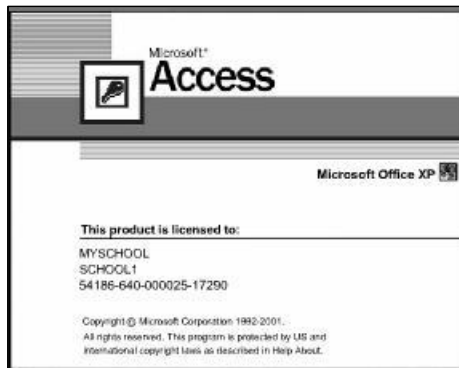 Microsoft®
Access
Microsoft Office XP
This product is licensed to:
MYSCHOOL
SCHOOL1
54186-640-000025-17290
Copyright © Microsoft Corporation 1992-2001.
All rights reserved. This program is protected by US and
international copyright laws as described in Help About.